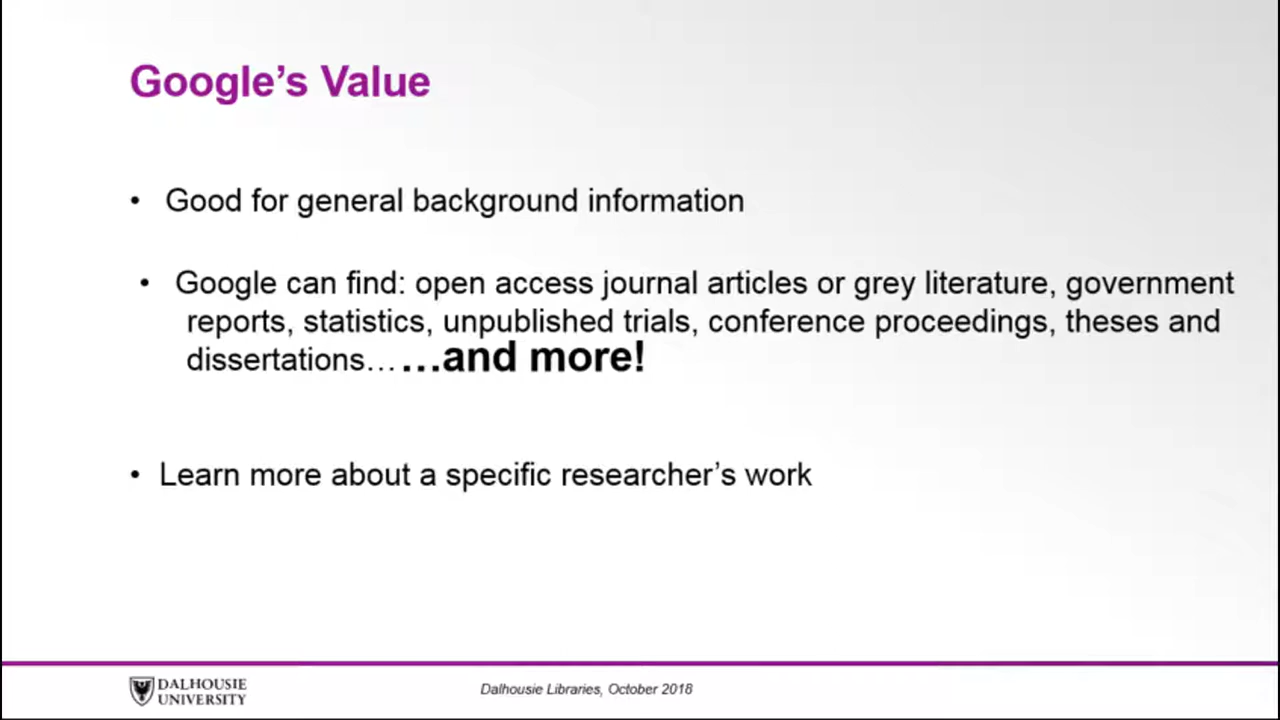 Google’s Value
• Good for general background information
• Google can find: open access journal articles or grey literature, government
reports, statistics, unpublished trials, conference proceedings, theses and
dissertations… …and more!
• Learn more about a specific researcher’s work
DALHOUSIE
UNIVERSITY
Dalhousie Libraries, October 2018